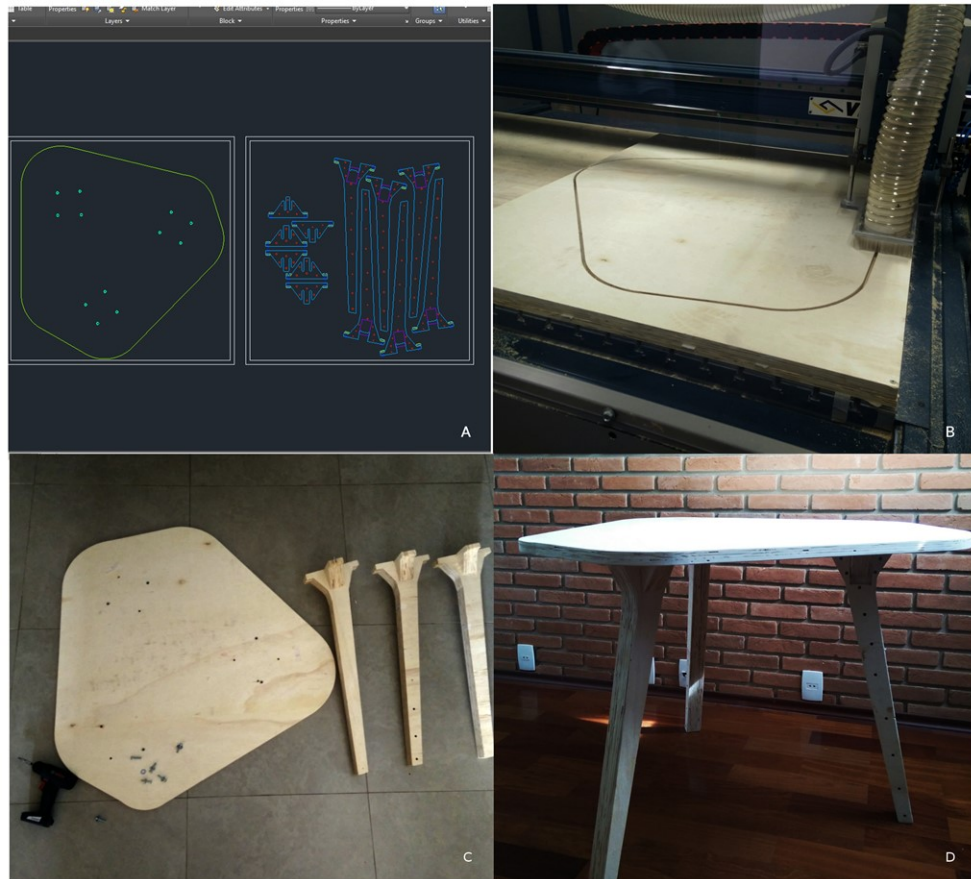 Table
Properties
Match Layer
Edit Attributes
Properties
ByLayer
Layers
Block
Properties
Groups
Utilities
A
B
V
C
D